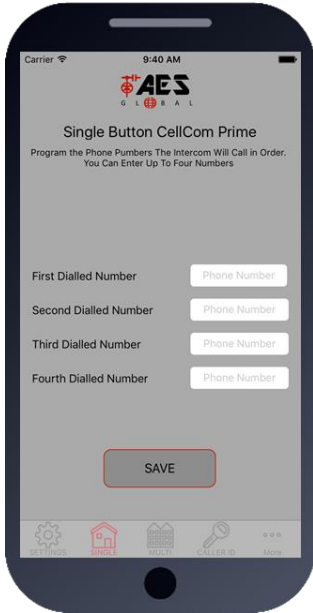 Carrier 9:40 AM
AES
GLOBAL
Single Button CellCom Prime
Program the Phone Pumbers The Intercom Will Call in Order.
You Can Enter Up To Four Numbers
First Dialled Number Phone Number
Second Dialled Number Phone Number
Third Dialled Number Phone Number
Fourth Dialled Number Phone Number
SAVE
SETTINGS SINGLE MULTI CALLER ID More